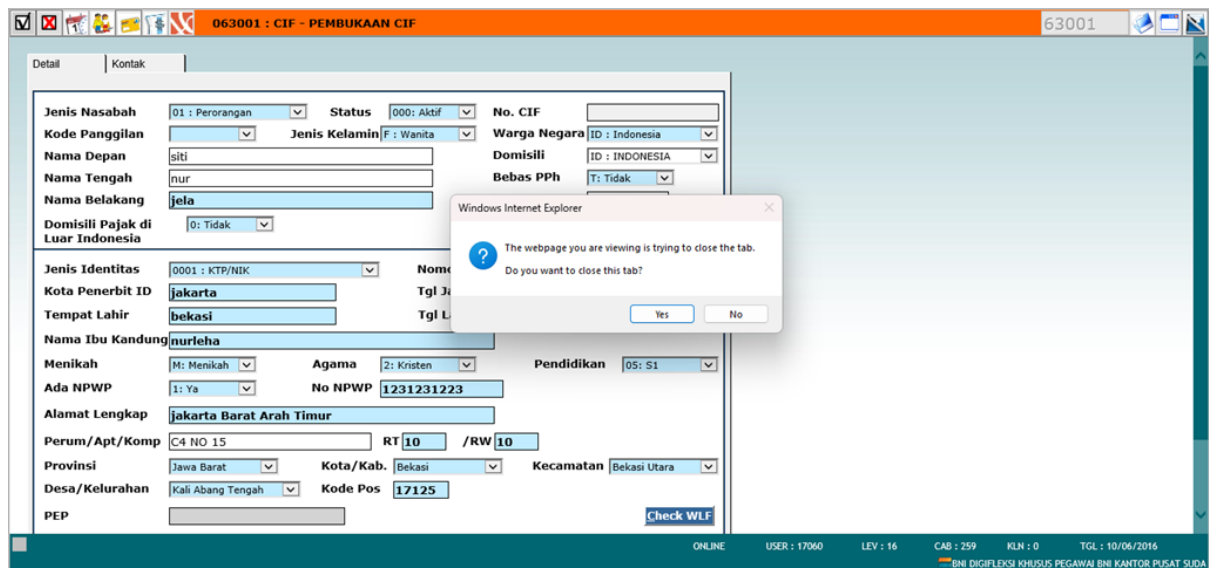 063001 : CIF - PEMBUKAAN CIF 63001
Detail Kontak
Jenis Nasabah 01 : Perorangan Status 000: Aktif No. CIF
Kode Panggilan Jenis Kelamin F : Wanita Warga Negara ID : Indonesia
Nama Depan siti Domisili ID : INDONESIA
Nama Tengah nur Bebas PPh T: Tidak
Nama Belakang jela
Domisili Pajak di 0: Tidak
Luar Indonesia
Windows Internet Explorer
The webpage you are viewing is trying to close the tab.
Do you want to close this tab?
Yes No
Jenis Identitas 0001 : KTP/NIK
Kota Penerbit ID jakarta Tgl
Tempat Lahir bekasi Tgl
Nama Ibu Kandung nurleha
Menikah M: Menikah Agama 2: Kristen Pendidikan 05: S1
Ada NPWP 1: Ya No NPWP 1231231223
Alamat Lengkap jakarta Barat Arah Timur
Perum/Apt/Komp C4 NO 15 RT 10 /RW 10
Provinsi Jawa Barat Kota/Kab. Bekasi Kecamatan Bekasi Utara
Desa/Kelurahan Kali Abang Tengah Kode Pos 17125
PEP Check WLF
ONLINE USER : 17060 LEV : 16 CAB : 259 KLN : 0 TGL : 10/06/2016
BNI DIGIFLEKSI KHUSUS PEGAWAI BNI KANTOR PUSAT SUDA